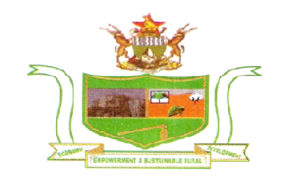 ECONOMIC
EMPOWERMENT & SUSTAINABLE RURAL
DEVELOPMENT